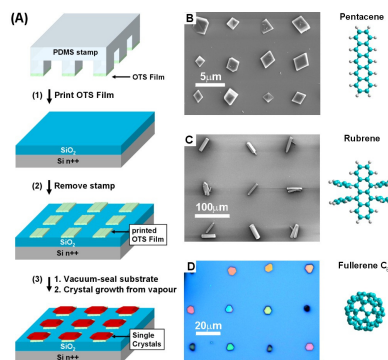 (A)
PDMS stamp
OTS Film
(1)
Print OTS Film
SiO₂
Si n++
(2)
Remove stamp
printed
OTS Film
SiO₂
Si n++
(3)
1. Vacuum-seal substrate
2. Crystal growth from vapour
Single
Crystals
SiO₂
Si n++
B
5µm
Pentacene
C
100µm
Rubrene
D
20µm
Fullerene C